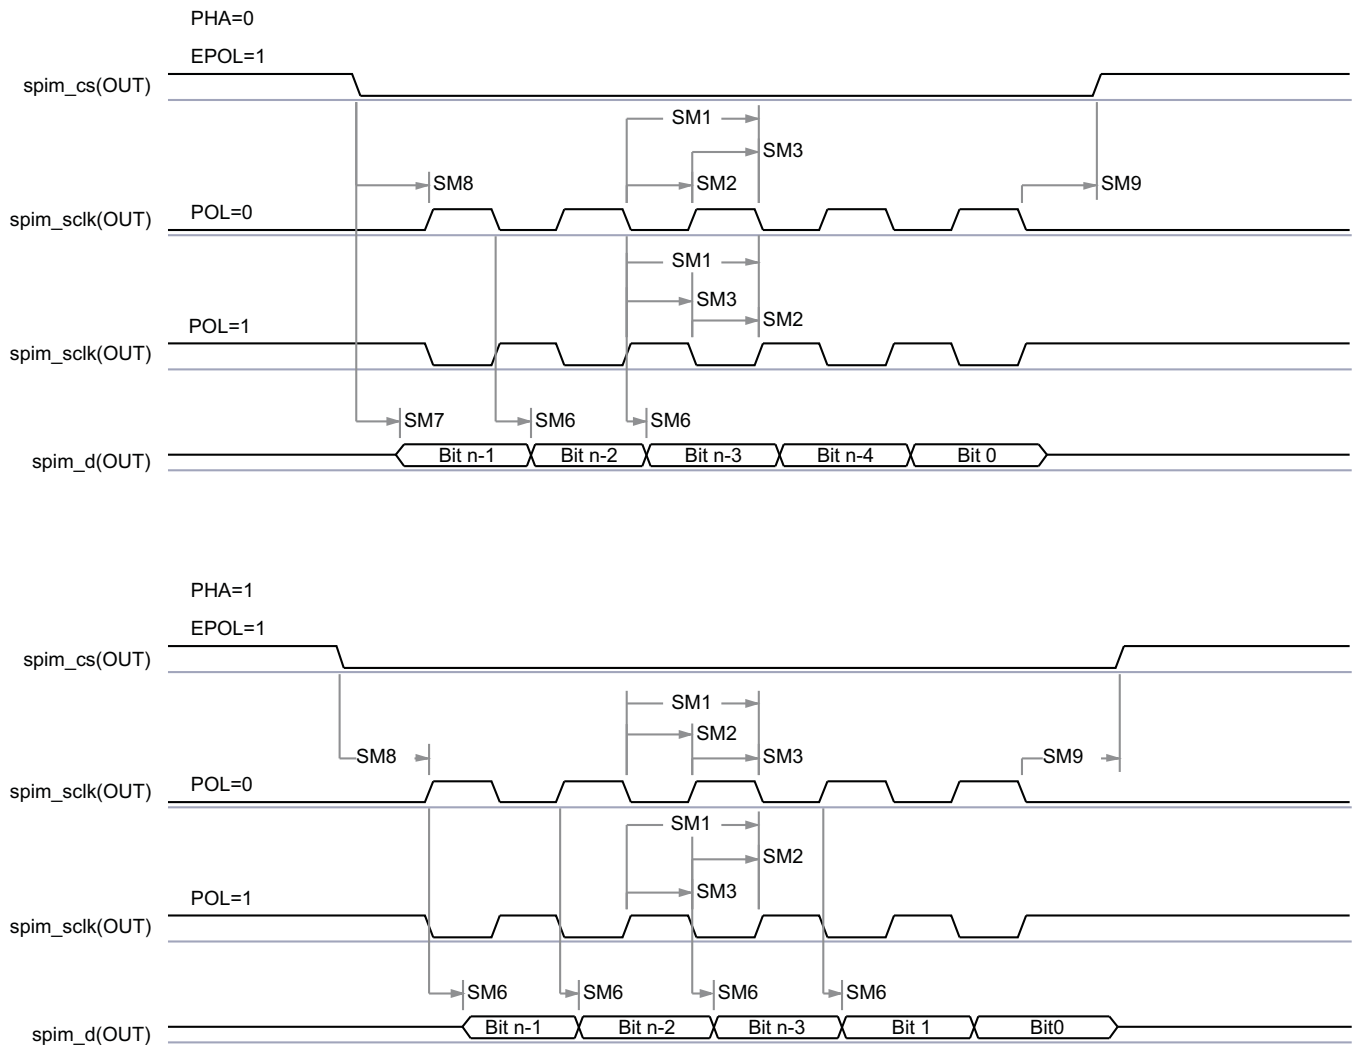 PHA=0
EPOL=1
spim_cs(OUT)
SM1
SM3
SM8
SM2
SM9
POL=0
spim_sclk(OUT)
SM1
SM3
SM2
POL=1
spim_sclk(OUT)
SM7
SM6
SM6
spim_d(OUT)
Bit n-1
Bit n-2
Bit n-3
Bit n-4
Bit 0
PHA=1
EPOL=1
spim_cs(OUT)
SM1
SM2
SM8
SM3
SM9
POL=0
spim_sclk(OUT)
SM1
SM2
SM3
POL=1
spim_sclk(OUT)
SM6
SM6
SM6
SM6
spim_d(OUT)
Bit n-1
Bit n-2
Bit n-3
Bit 1
Bit0